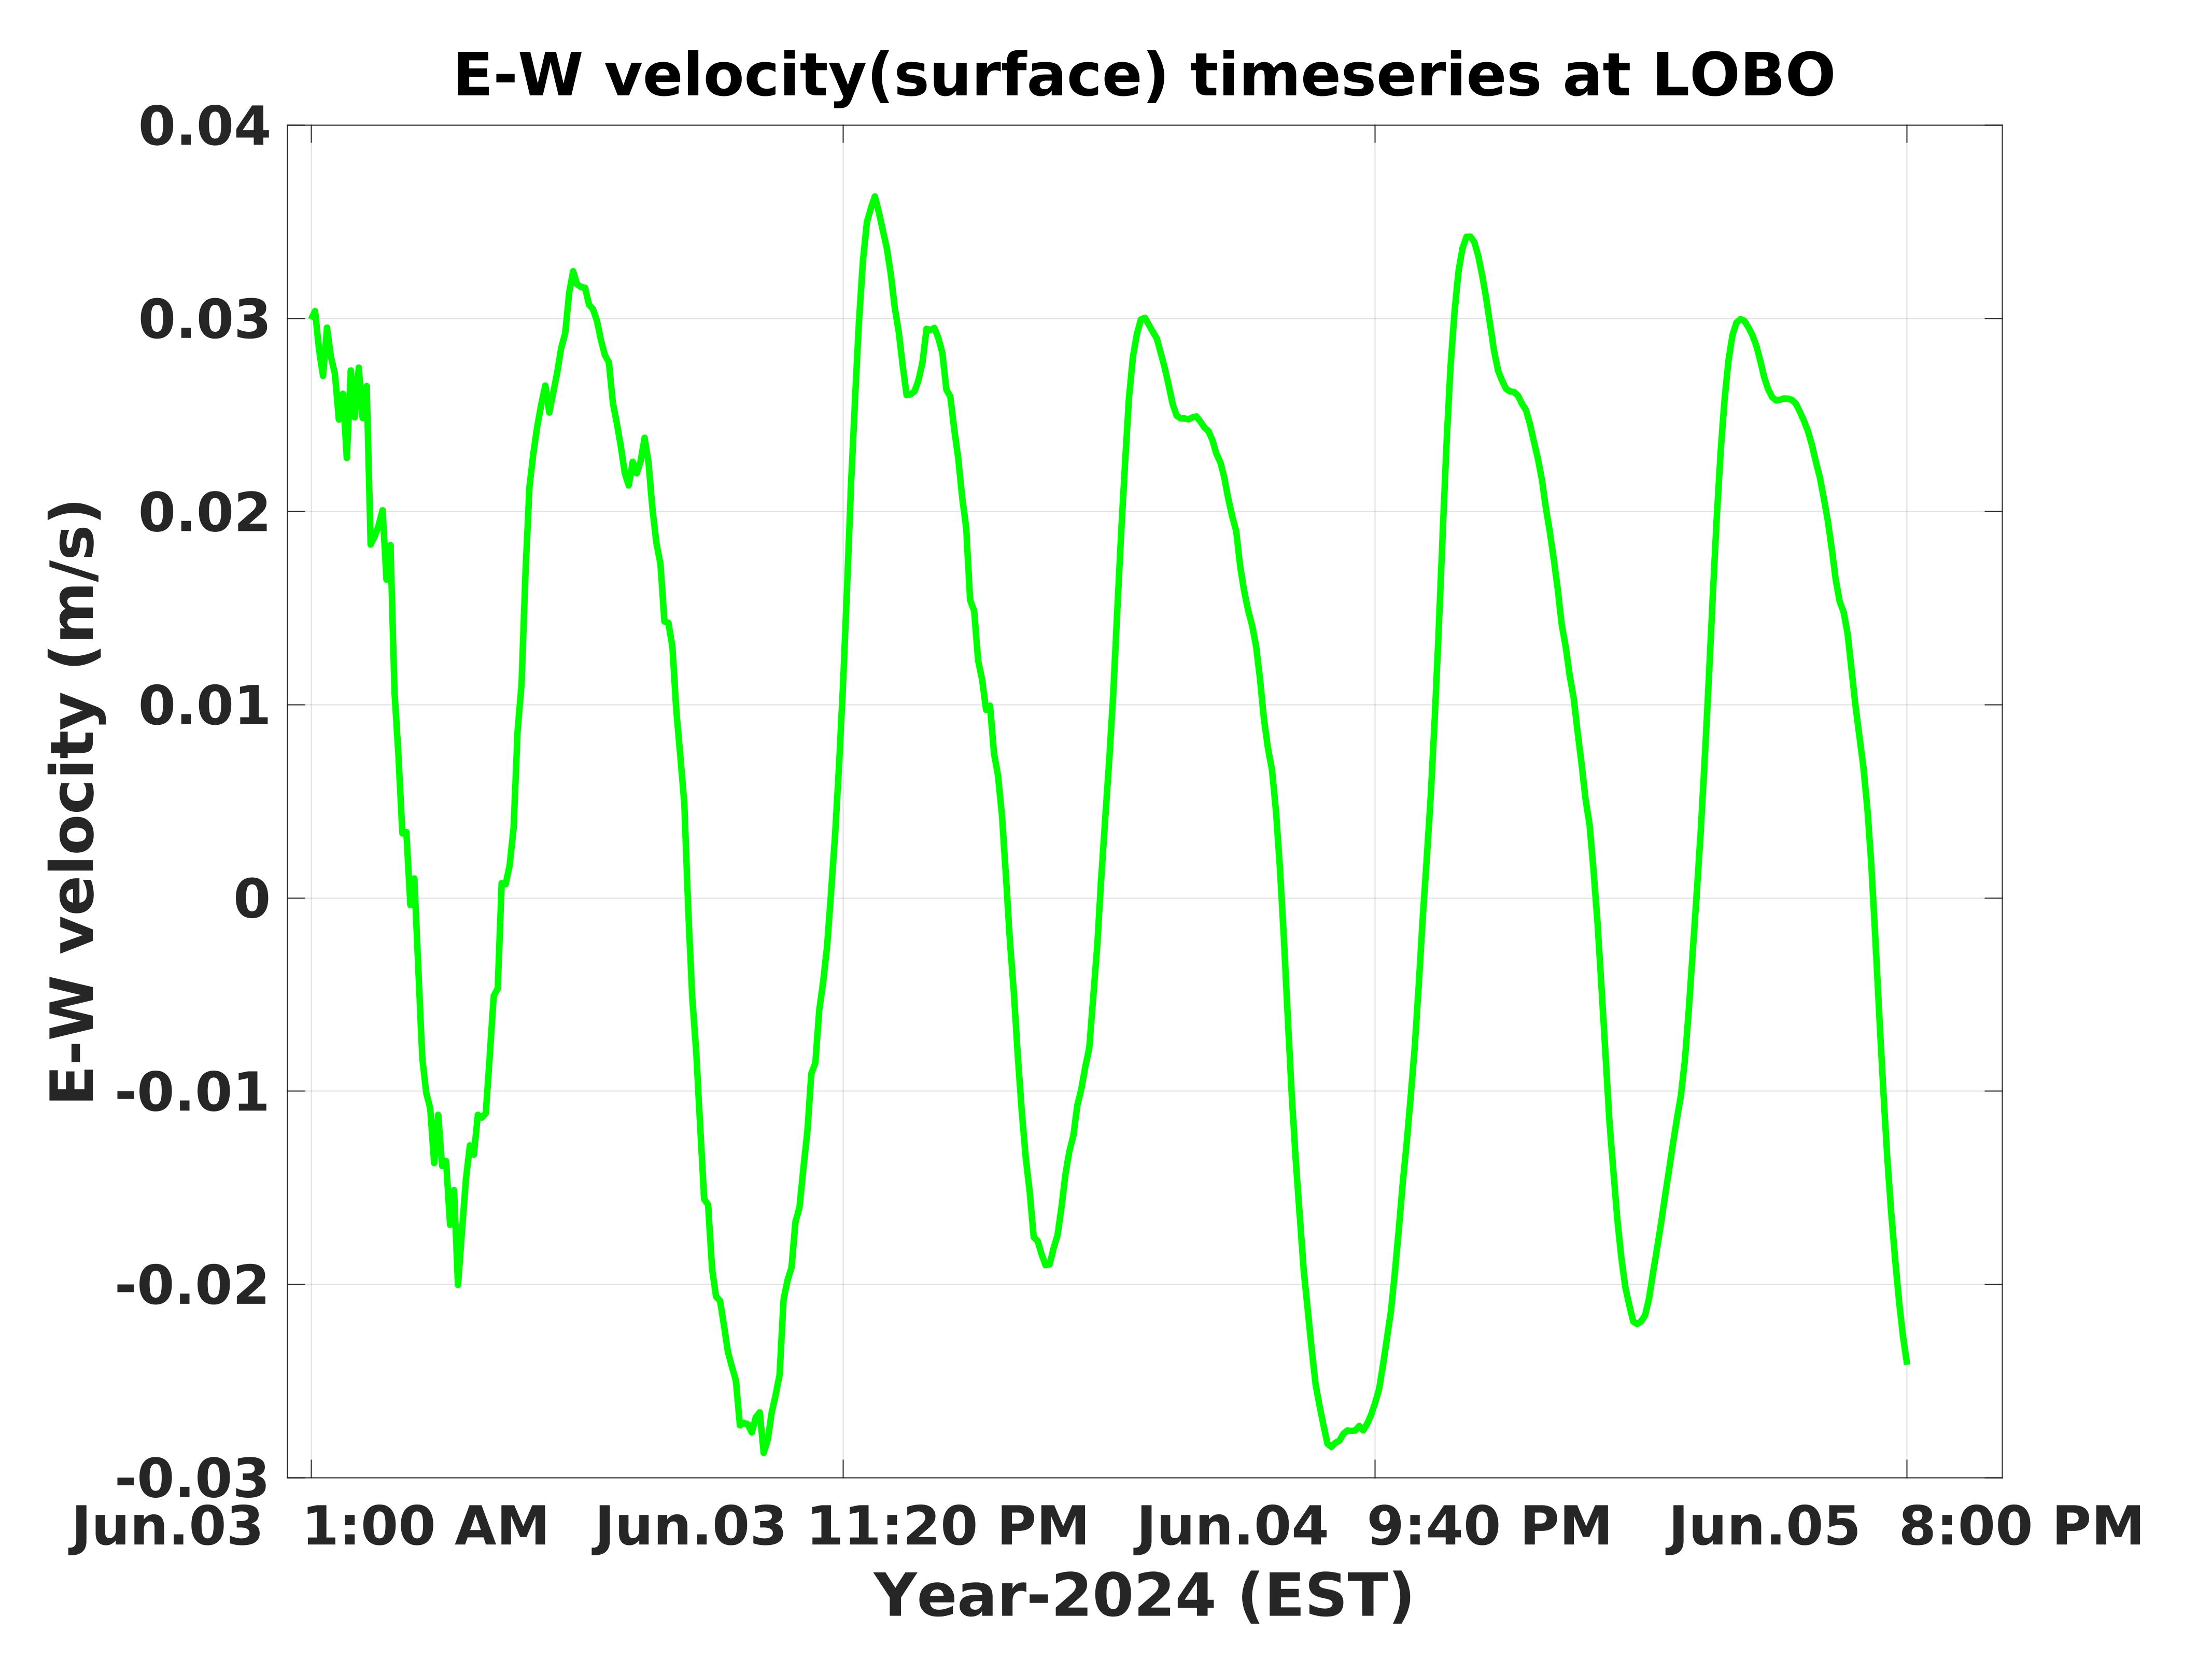 E-W velocity(surface) timeseries at LOBO
E-W velocity (m/s)
0.04
0.03
0.02
0.01
0
-0.01
-0.02
-0.03
Jun.03 1:00 AM Jun.03 11:20 PM Jun.04 9:40 PM Jun.05 8:00 PM
Year-2024 (EST)